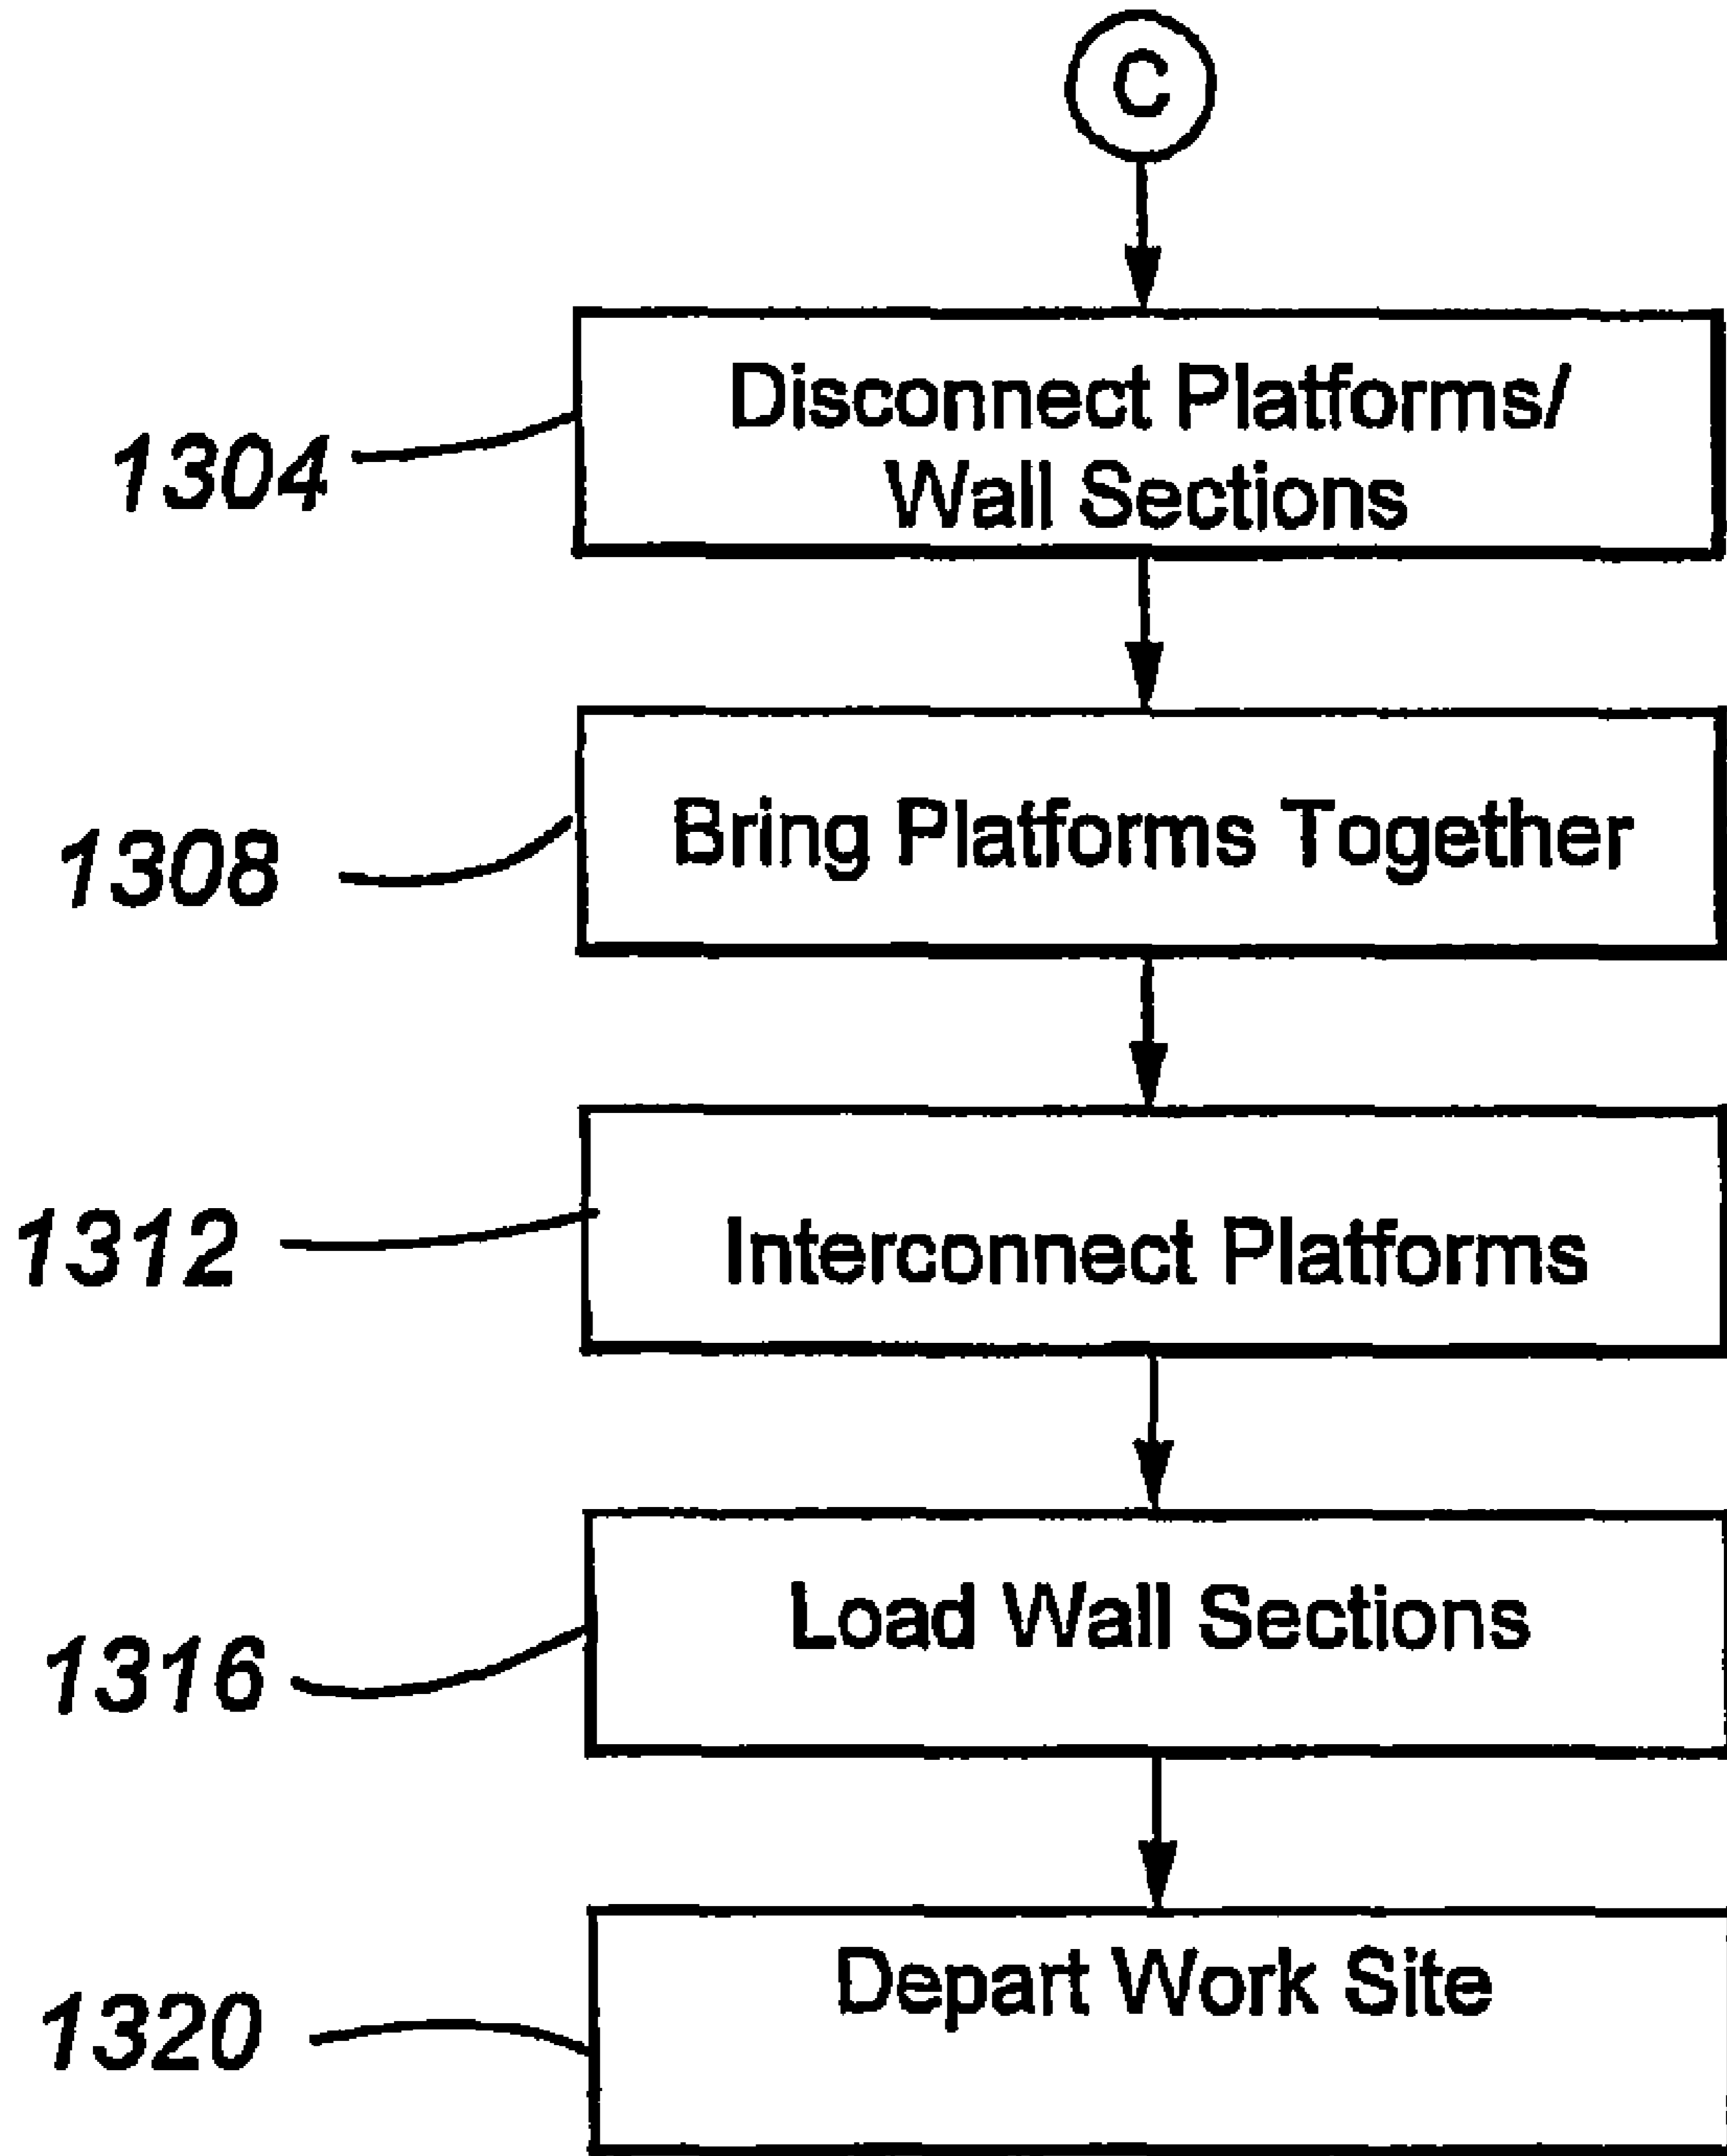 C
Disconnect Platforms/
Wall Sections
1304
Bring Platforms Together
1308
Interconnect Platforms
1312
Load Wall Sections
1316
Depart Work Site
1320